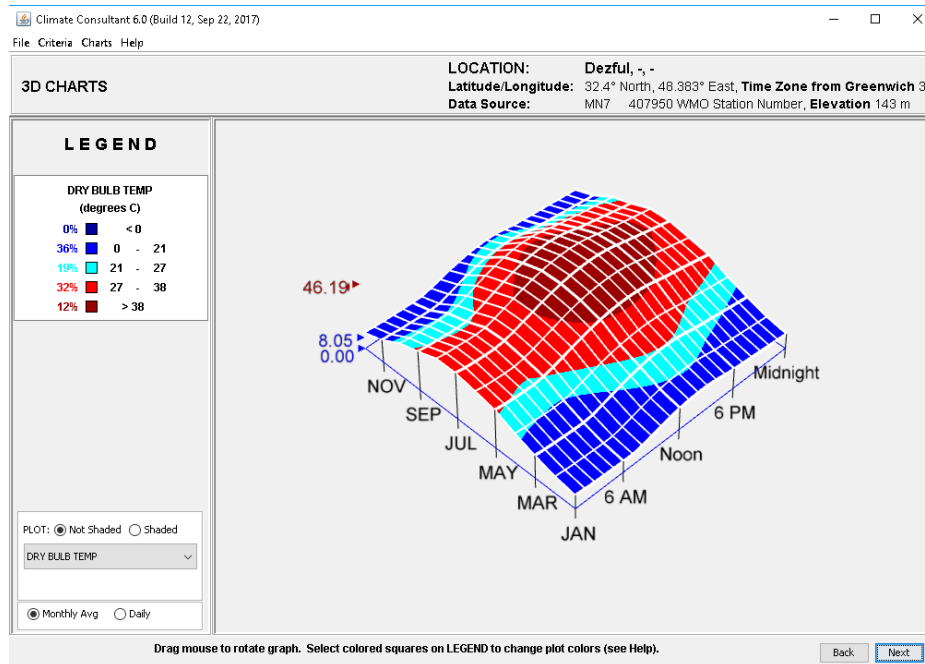 Climate Consultant 6.0 (Build 12, Sep 22, 2017)
File Criteria Charts Help
3D CHARTS
LOCATION: Dezful, -, -
Latitude/Longitude: 32.4° North, 48.383° East, Time Zone from Greenwich 3
Data Source: MN7 407950 WMO Station Number, Elevation 143 m
LEGEND
DRY BULB TEMP
(degrees C)
0% < 0
36% 0 - 21
19% 21 - 27
32% 27 - 38
12% > 38
PLOT: Not Shaded Shaded
DRY BULB TEMP
Monthly Avg Daily
46.19
8.05
0.00
NOV
SEP
JUL
MAY
MAR
JAN
6 AM
Noon
6 PM
Midnight
Drag mouse to rotate graph. Select colored squares on LEGEND to change plot colors (see Help).
Back Next